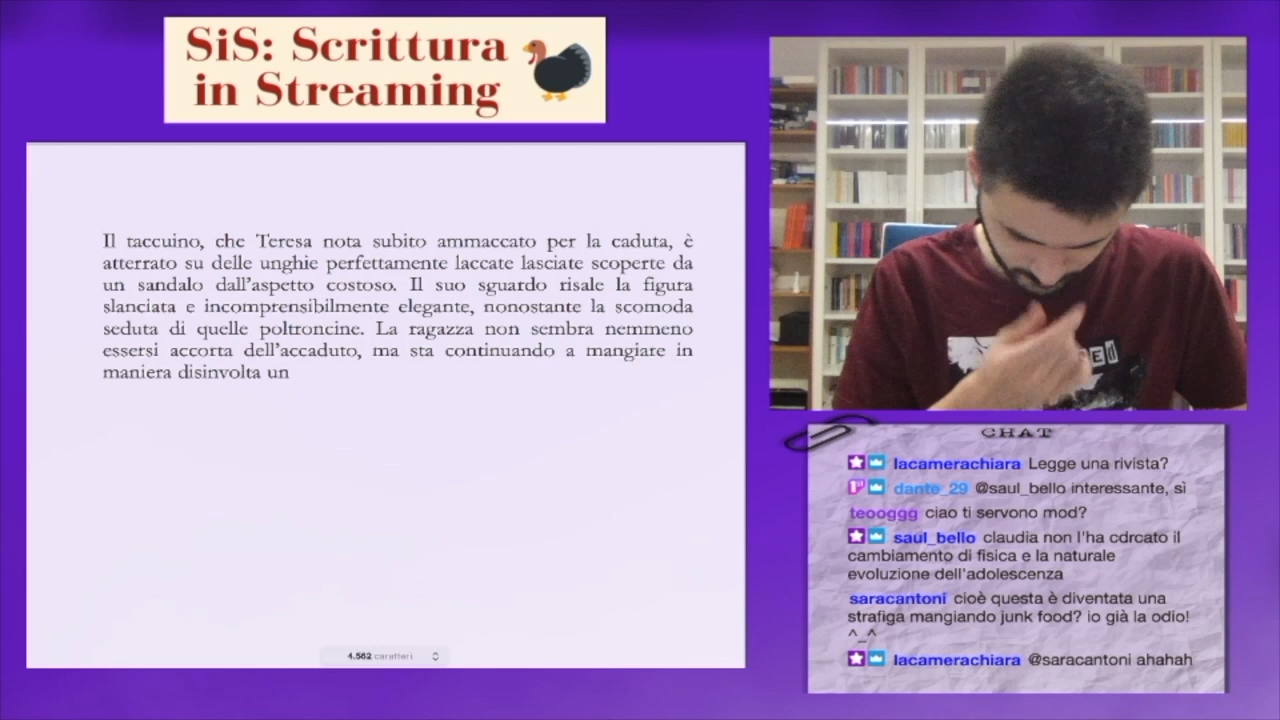 SiS: Scrittura
in Streaming
Il taccuino, che Teresa nota subito ammaccato per la caduta, è
atterrato su delle unghie perfettamente laccate lasciate scoperte da
un sandalo dall'aspetto costoso. Il suo sguardo risale la figura
slanciata e incomprensibilmente elegante, nonostante la scomoda
seduta di quelle poltroncine. La ragazza non sembra nemmeno
essersi accorta dell'accaduto, ma sta continuando a mangiare in
maniera disinvolta un
4.582 caratteri
CHAT
lacamerachiara Legge una rivista?
dante_29 @saul_bello interessante, sì
teooggg ciao ti servono mod?
saul_bello claudia non l'ha cdrcato il
cambiamento di fisica e la naturale
evoluzione dell'adolescenza
saracantoni cioè questa è diventata una
strafiga mangiando junk food? io già la odio!
^_^
lacamerachiara @saracantoni ahahah